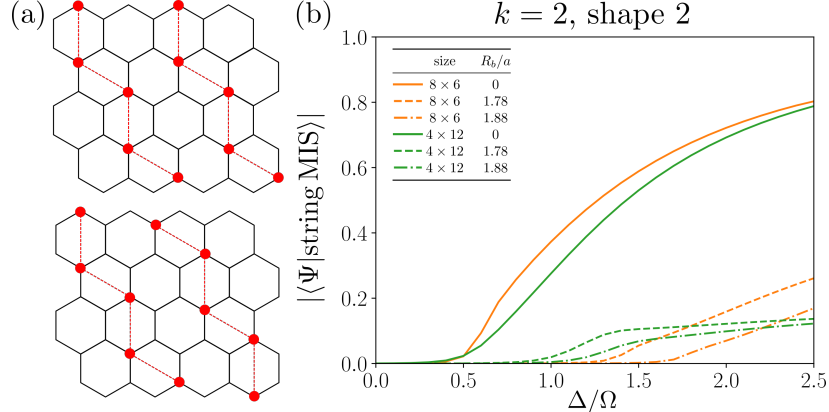 (a)
(b)
k = 2, shape 2
|⟨Ψ|string MIS⟩|
1.0
0.8
0.6
0.4
0.2
0.0
size R_b/a
8 × 6 0
8 × 6 1.78
8 × 6 1.88
4 × 12 0
4 × 12 1.78
4 × 12 1.88
0.0 0.5 1.0 1.5 2.0 2.5
Δ/Ω